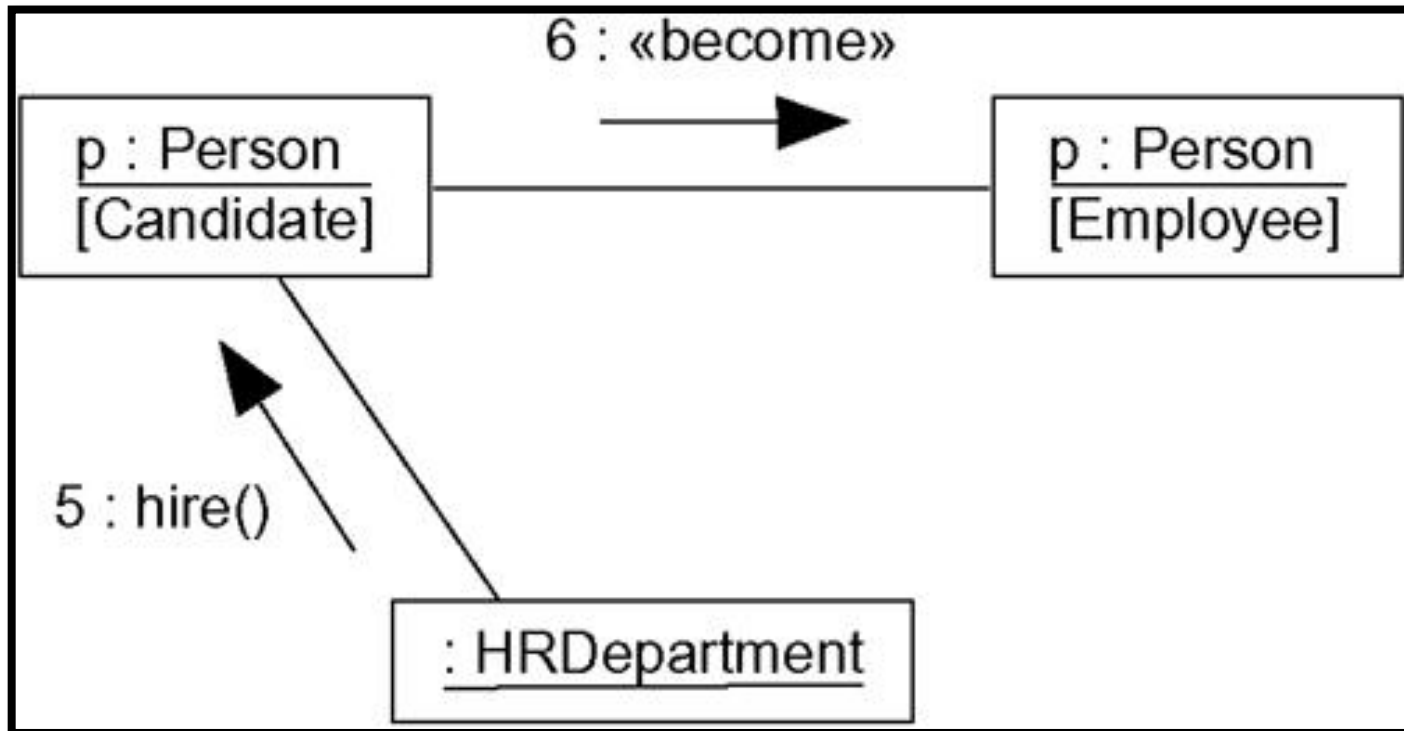 6 : «become»
p : Person
[Candidate]
p : Person
[Employee]
5 : hire()
: HRDepartment